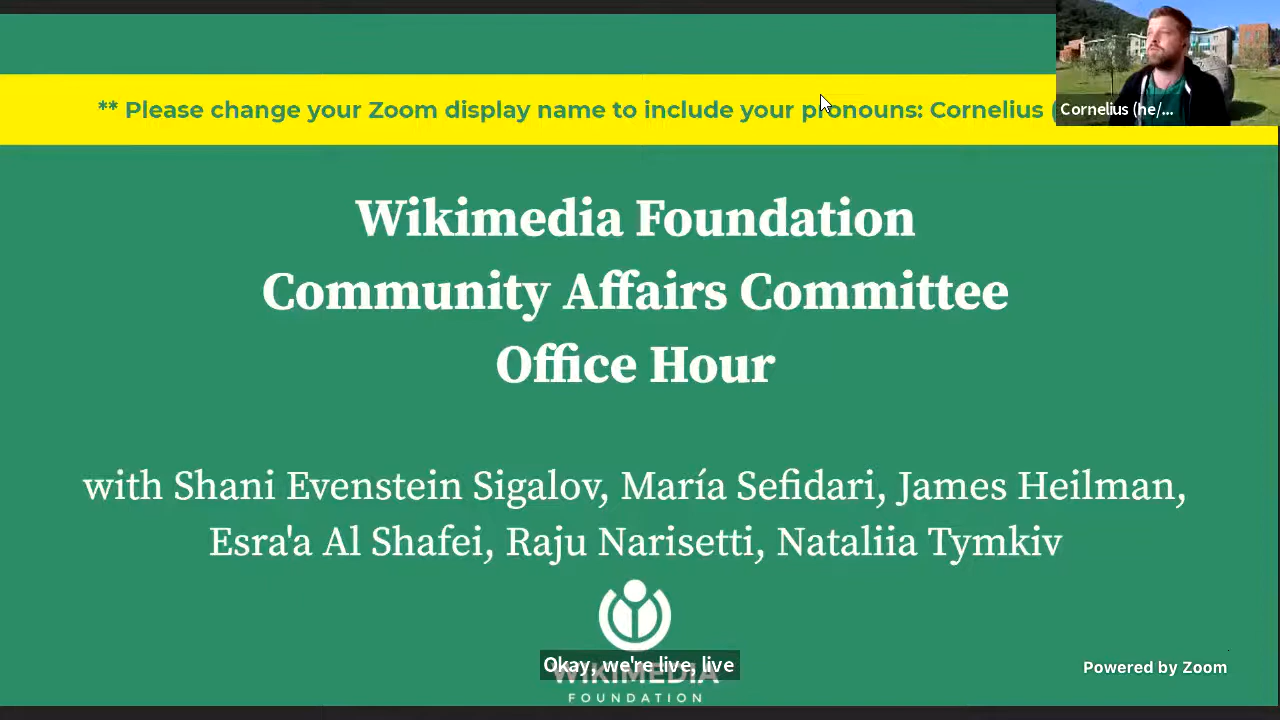 ** Please change your Zoom display name to include your pronouns: Cornelius (
Cornelius (he/...
Wikimedia Foundation
Community Affairs Committee
Office Hour
with Shani Evenstein Sigalov, María Sefidari, James Heilman,
Esra'a Al Shafei, Raju Narisetti, Nataliia Tymkiv
Okay, we're live, live
WIKIMEDIA
FOUNDATION
Powered by Zoom